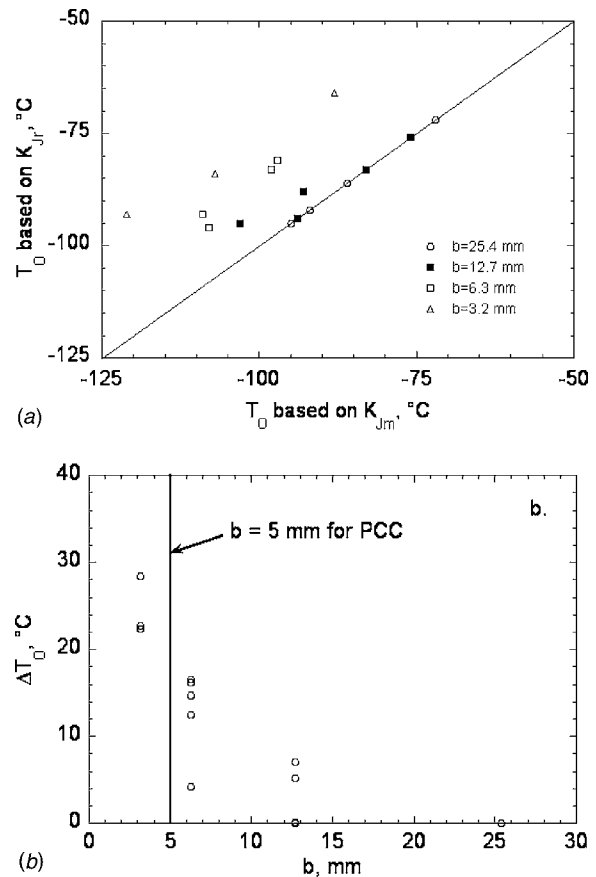 -50
-75
-100
-125
T0 based on KJr, °C
b=25.4 mm
b=12.7 mm
b=6.3 mm
b=3.2 mm
-125 -100 -75 -50
T0 based on KJm, °C
(a)
40
30
20
10
0
ΔT0, °C
b.
b = 5 mm for PCC
0 5 10 15 20 25 30
b, mm
(b)